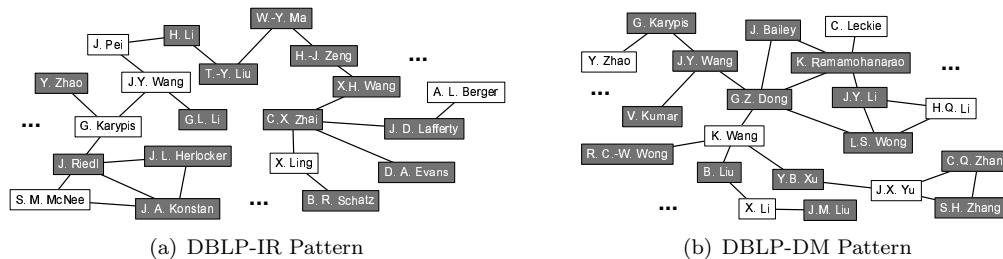 W.-Y. Ma
H. Li
J. Pei
H.-J. Zeng
...
T.-Y. Liu
Y. Zhao
J.Y. Wang
X.H. Wang
A. L. Berger
...
G. Karypis
G.L. Li
C.X. Zhai
J. D. Lafferty
J. Riedl
J. L. Herlocker
X. Ling
D. A. Evans
S. M. McNee
J. A. Konstan
...
B. R. Schatz
(a) DBLP-IR Pattern
G. Karypis
J. Bailey
C. Leckie
Y. Zhao
J.Y. Wang
K. Ramamohanarao
...
...
V. Kumar
G.Z. Dong
J.Y. Li
H.Q. Li
K. Wang
L.S. Wong
R. C.-W. Wong
B. Liu
Y.B. Xu
C.Q. Zhan
J.X. Yu
...
X. Li
J.M. Liu
S.H. Zhang
(b) DBLP-DM Pattern